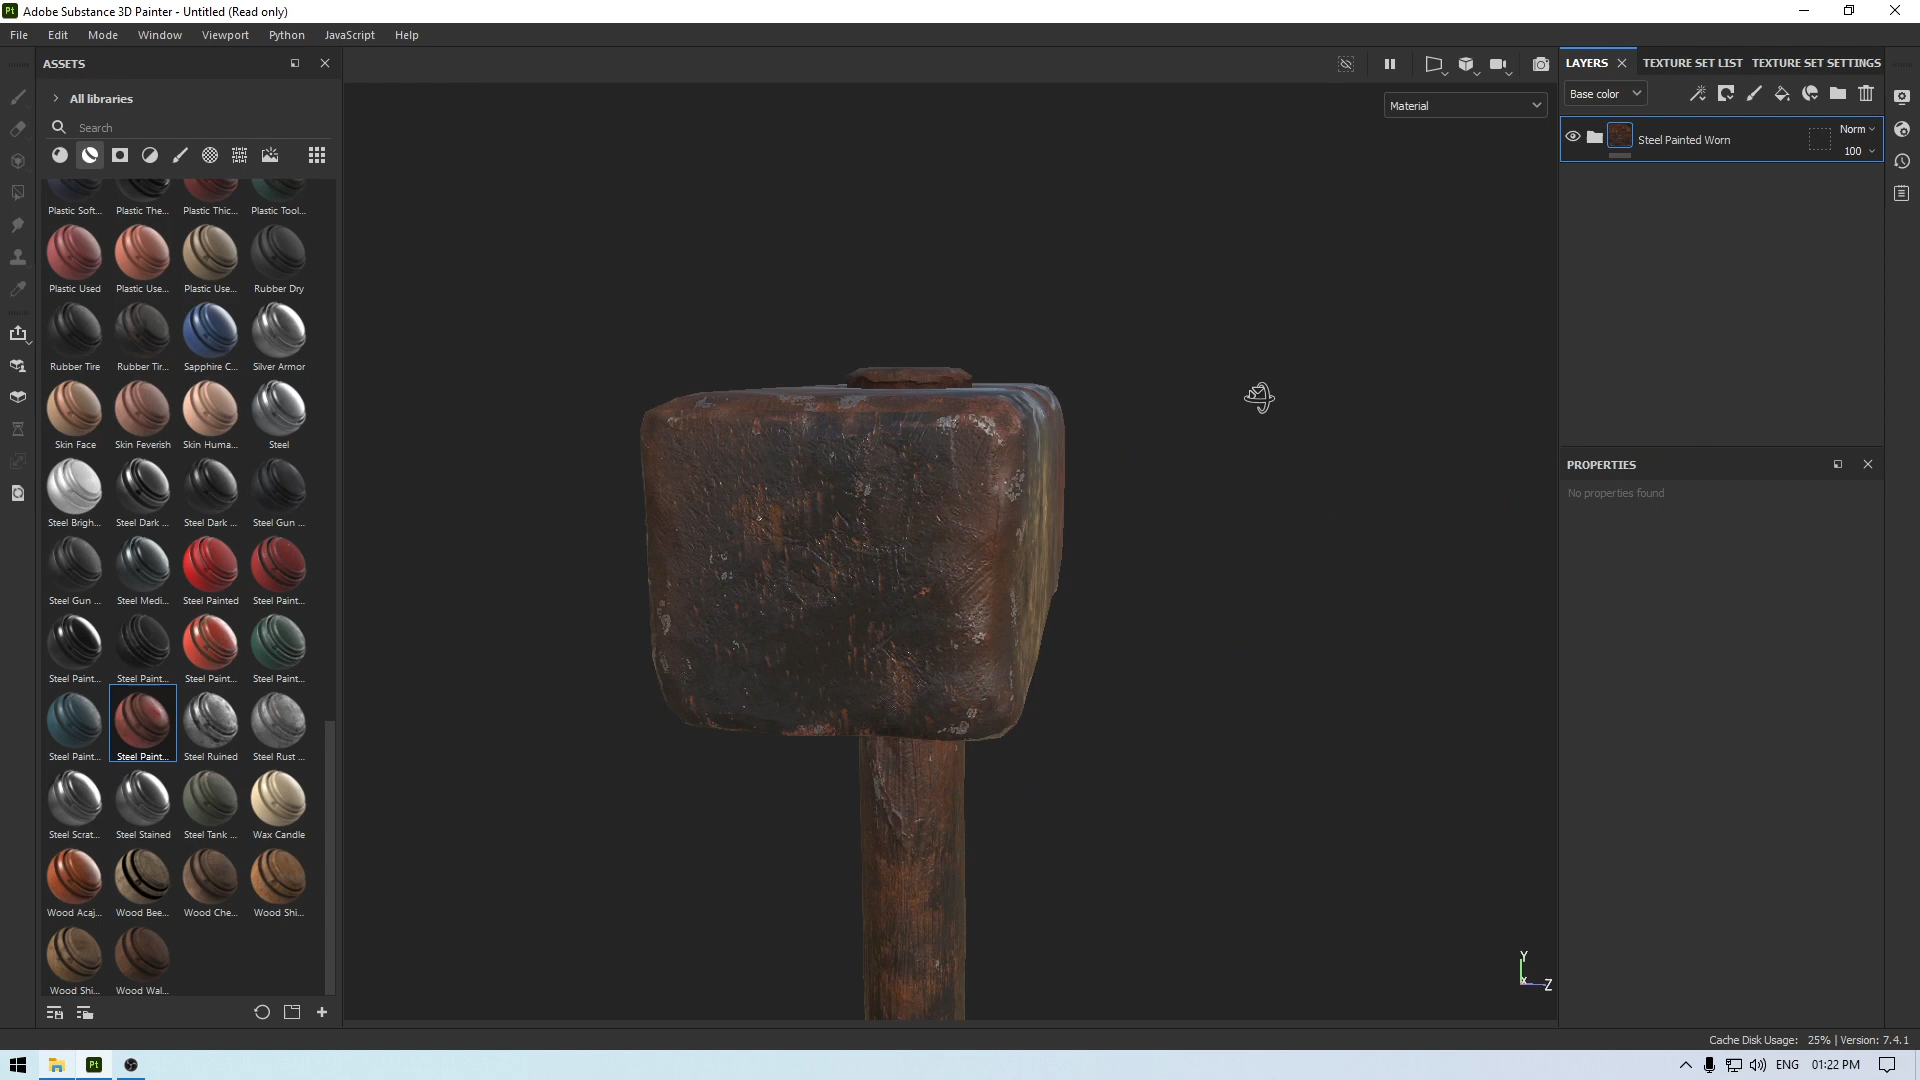 Pt Adobe Substance 3D Painter - Untitled (Read only)
File Edit Mode Window Viewport Python JavaScript Help
ASSETS
All libraries
Search
Plastic Soft... Plastic The... Plastic Thic... Plastic Tool...
Plastic Used Plastic Use... Plastic Use... Rubber Dry
Rubber Tire Rubber Tir... Sapphire C... Silver Armor
Skin Face Skin Feverish Skin Huma... Steel
Steel Brigh... Steel Dark ... Steel Dark ... Steel Gun ...
Steel Gun ... Steel Medi... Steel Painted Steel Paint...
Steel Paint... Steel Paint... Steel Paint... Steel Paint...
Steel Paint... Steel Paint... Steel Ruined Steel Rust ...
Steel Scrat... Steel Stained Steel Tank ... Wax Candle
Wood Acaj... Wood Bee... Wood Che... Wood Shi...
Wood Shi... Wood Wal...
Material
Y
X
Z
LAYERS TEXTURE SET LIST TEXTURE SET SETTINGS
Base color
Steel Painted Worn
Norm
100
PROPERTIES
No properties found
Cache Disk Usage: 25% | Version: 7.4.1
Pt
ENG 01:22 PM